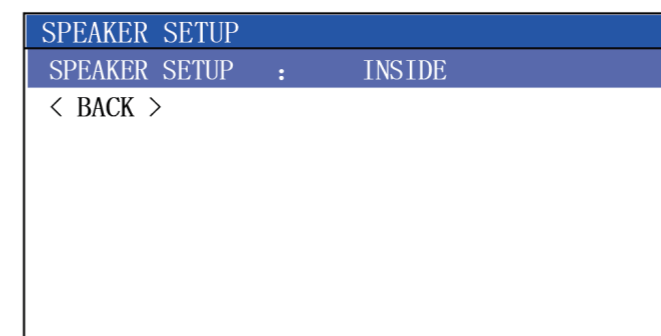 SPEAKER SETUP
SPEAKER SETUP : INSIDE
< BACK >